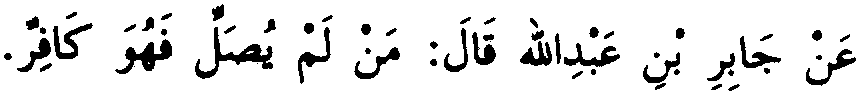 عَنْ جَابِرِ بْنِ عَبْدِالله قَالَ: مَنْ لَمْ يُصَلِّ فَهُوَ كَافِرٌ.